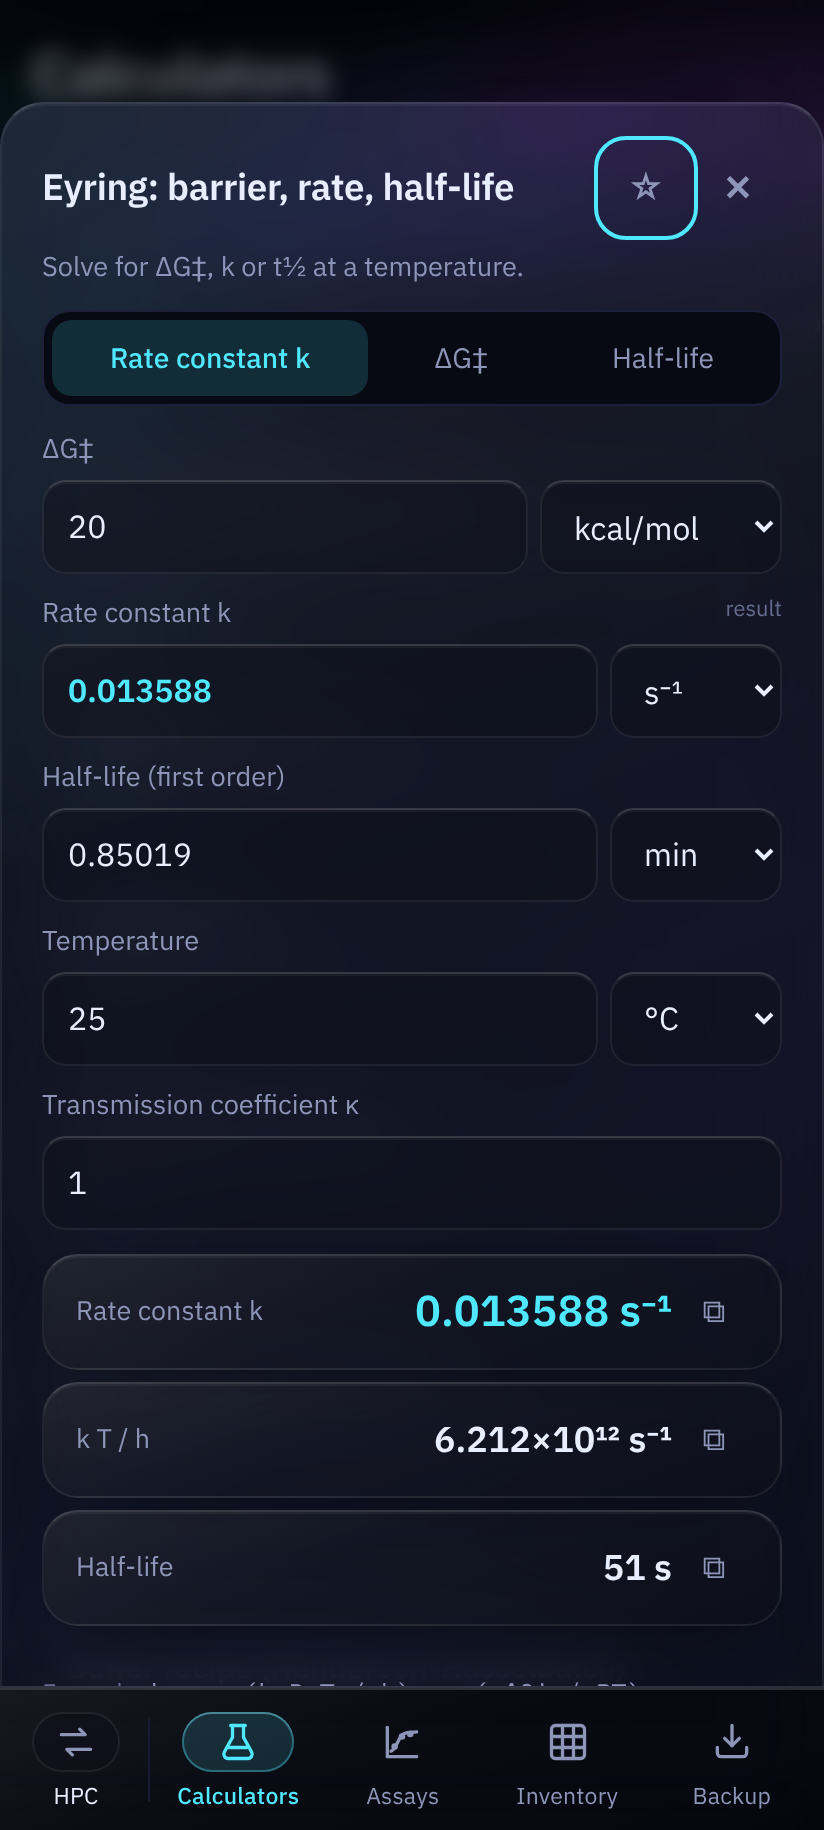 Calculators
Eyring: barrier, rate, half-life
Solve for ΔG‡, k or t½ at a temperature.
Rate constant k ΔG‡ Half-life
ΔG‡
20 kcal/mol
Rate constant k result
0.013588 s⁻¹
Half-life (first order)
0.85019 min
Temperature
25 °C
Transmission coefficient κ
1
Rate constant k 0.013588 s⁻¹
k T / h 6.212×10¹² s⁻¹
Half-life 51 s
HPC Calculators Assays Inventory Backup